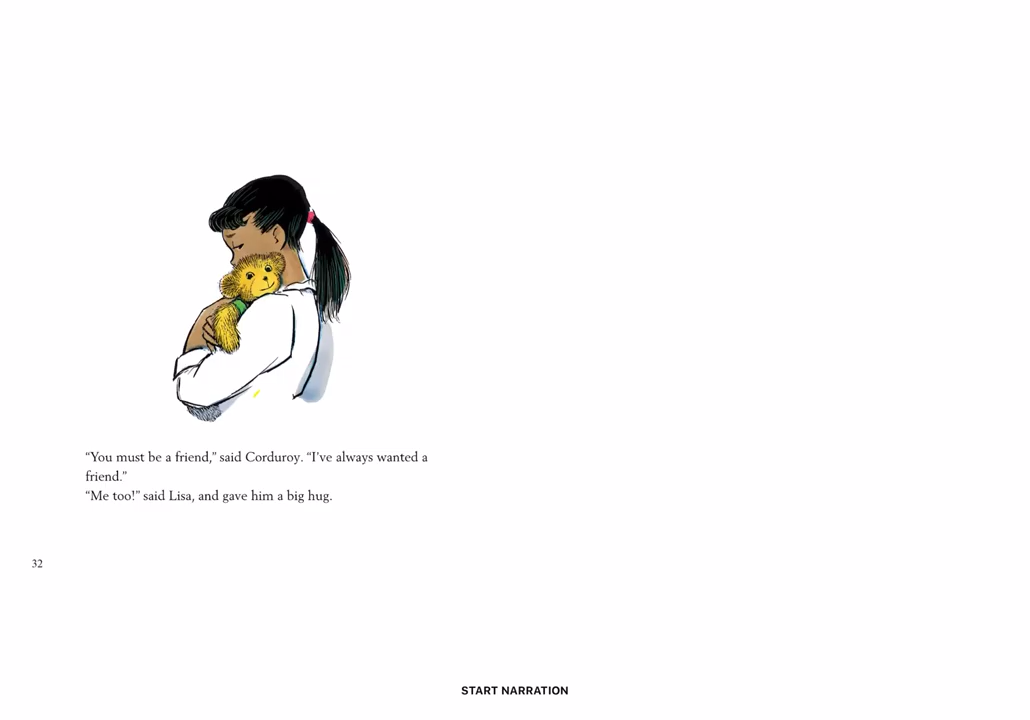 “You must be a friend,” said Corduroy. “I’ve always wanted a
friend.”
“Me too!” said Lisa, and gave him a big hug.
32
START NARRATION